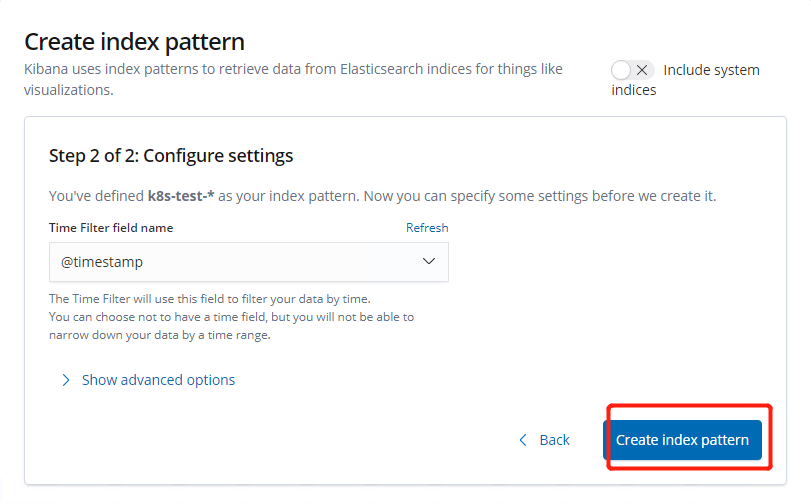 Create index pattern
Kibana uses index patterns to retrieve data from Elasticsearch indices for things like
visualizations.
Include system
indices
Step 2 of 2: Configure settings
You've defined k8s-test-* as your index pattern. Now you can specify some settings before we create it.
Time Filter field name
Refresh
@timestamp
The Time Filter will use this field to filter your data by time.
You can choose not to have a time field, but you will not be able to
narrow down your data by a time range.
Show advanced options
Back
Create index pattern